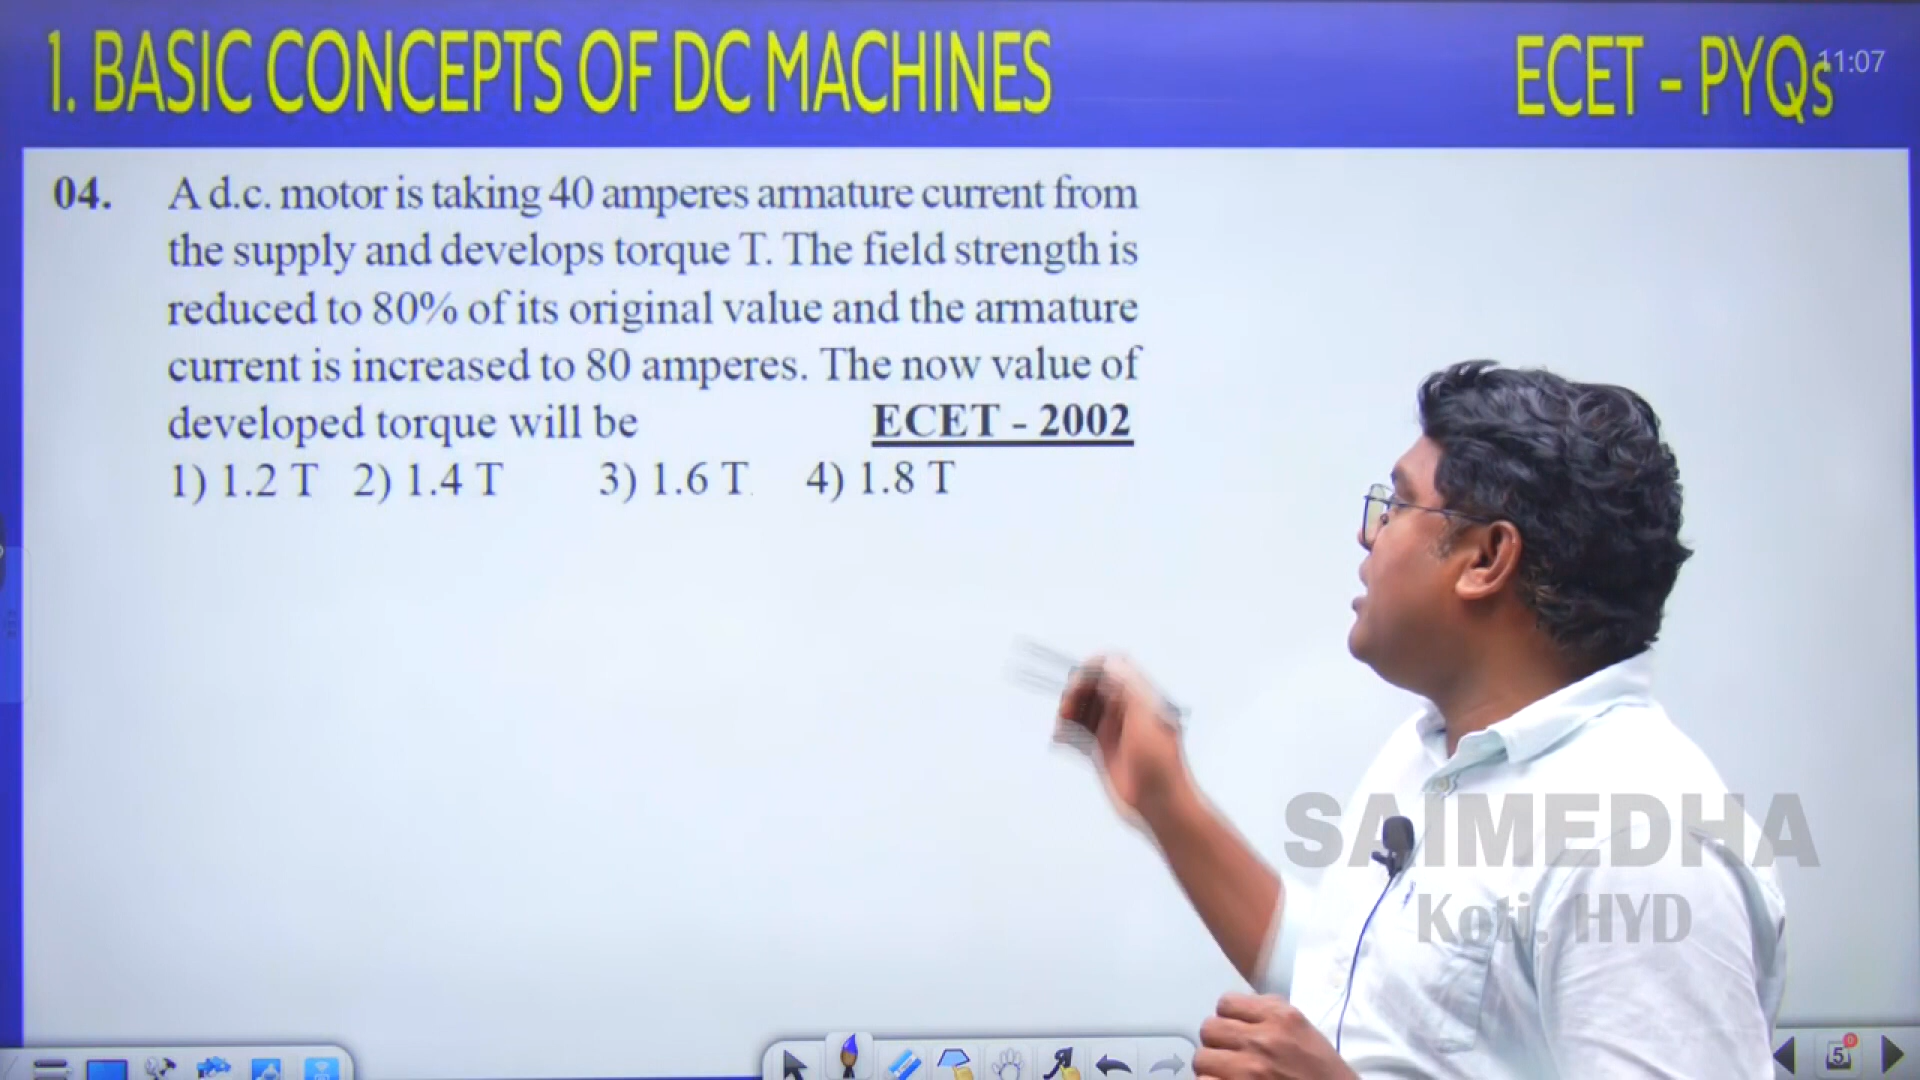 1. BASIC CONCEPTS OF DC MACHINES
ECET - PYQs
11:07
04. A d.c. motor is taking 40 amperes armature current from
the supply and develops torque T. The field strength is
reduced to 80% of its original value and the armature
current is increased to 80 amperes. The now value of
developed torque will be ECET - 2002
1) 1.2 T 2) 1.4 T 3) 1.6 T 4) 1.8 T
SAIMEDHA
Koti, HYD
5
0